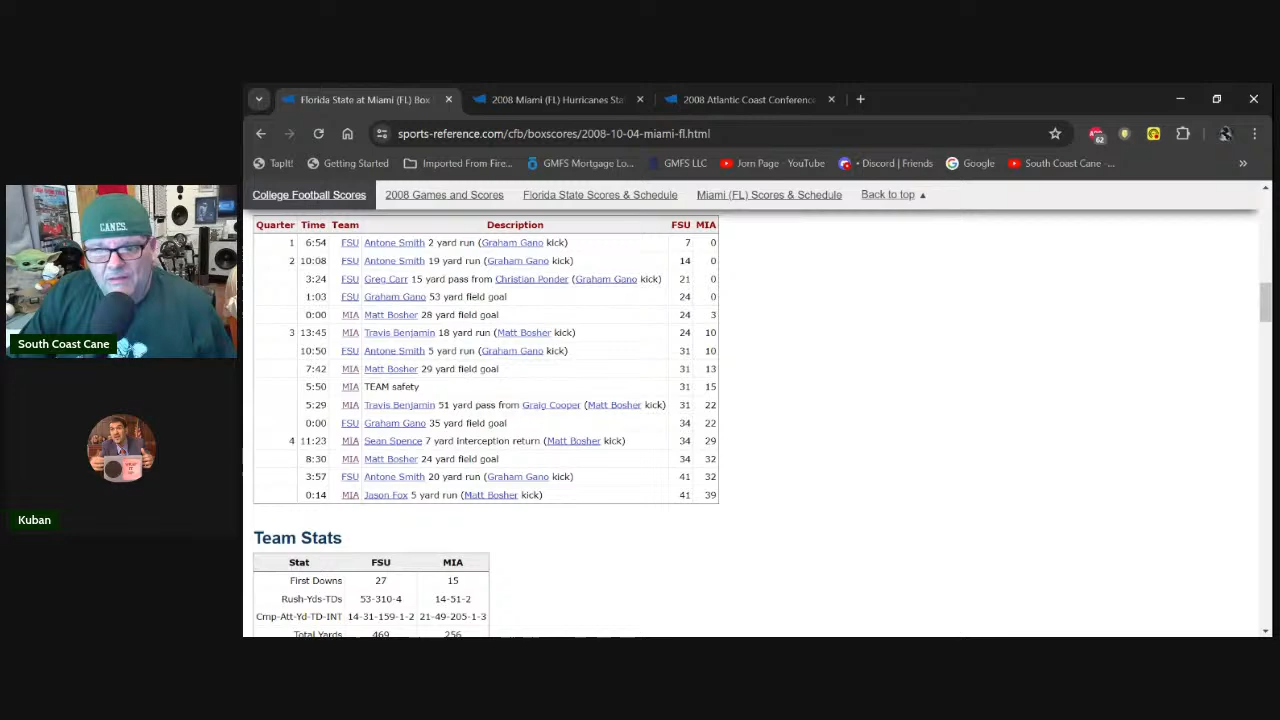 Florida State at Miami (FL) Box
2008 Miami (FL) Hurricanes Sta
2008 Atlantic Coast Conference
sports-reference.com/cfb/boxscores/2008-10-04-miami-fl.html
62
TapIt!
Getting Started
Imported From Fire...
GMFS Mortgage Lo...
GMFS LLC
Jorn Page - YouTube
• Discord | Friends
Google
South Coast Cane -...
»
College Football Scores
2008 Games and Scores
Florida State Scores & Schedule
Miami (FL) Scores & Schedule
Back to top ▲
Quarter Time Team Description FSU MIA
1 6:54 FSU Antone Smith 2 yard run (Graham Gano kick) 7 0
2 10:08 FSU Antone Smith 19 yard run (Graham Gano kick) 14 0
3:24 FSU Greg Carr 15 yard pass from Christian Ponder (Graham Gano kick) 21 0
1:03 FSU Graham Gano 53 yard field goal 24 0
0:00 MIA Matt Bosher 28 yard field goal 24 3
3 13:45 MIA Travis Benjamin 18 yard run (Matt Bosher kick) 24 10
10:50 FSU Antone Smith 5 yard run (Graham Gano kick) 31 10
7:42 MIA Matt Bosher 29 yard field goal 31 13
5:50 MIA TEAM safety 31 15
5:29 MIA Travis Benjamin 51 yard pass from Graig Cooper (Matt Bosher kick) 31 22
0:00 FSU Graham Gano 35 yard field goal 34 22
4 11:23 MIA Sean Spence 7 yard interception return (Matt Bosher kick) 34 29
8:30 MIA Matt Bosher 24 yard field goal 34 32
3:57 FSU Antone Smith 20 yard run (Graham Gano kick) 41 32
0:14 MIA Jason Fox 5 yard run (Matt Bosher kick) 41 39
Team Stats
Stat FSU MIA
First Downs 27 15
Rush-Yds-TDs 53-310-4 14-51-2
Cmp-Att-Yd-TD-INT 14-31-159-1-2 21-49-205-1-3
Total Yards 469 256
CANES.
South Coast Cane
Kuban